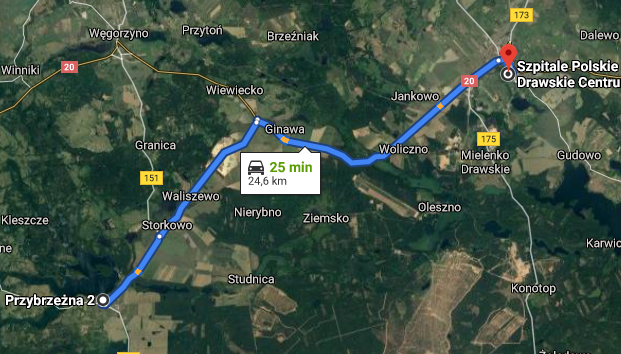 173
Węgorzyno
Przytoń
Brzeźniak
Dalewo
Winniki
20
Szpitale Polskie
Drawskie Centru
20
Wiewiecko
Jankowo
Ginawa
175
Granica
Woliczno
Mielenko
Drawskie
Gudowo
25 min
24,6 km
151
Waliszewo
Kleszcze
Nierybno
Ziemsko
Oleszno
Storkowo
ne
Karwic
Studnica
Konotop
Przybrzeżna 2